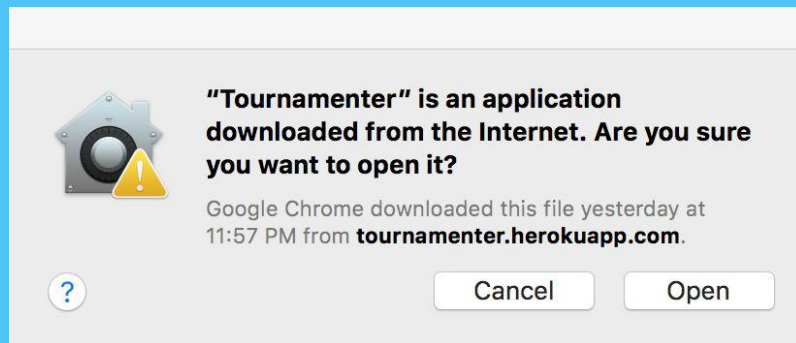 "Tournamenter" is an application
downloaded from the Internet. Are you sure
you want to open it?
Google Chrome downloaded this file yesterday at
11:57 PM from tournamenter.herokuapp.com.
?
Cancel
Open